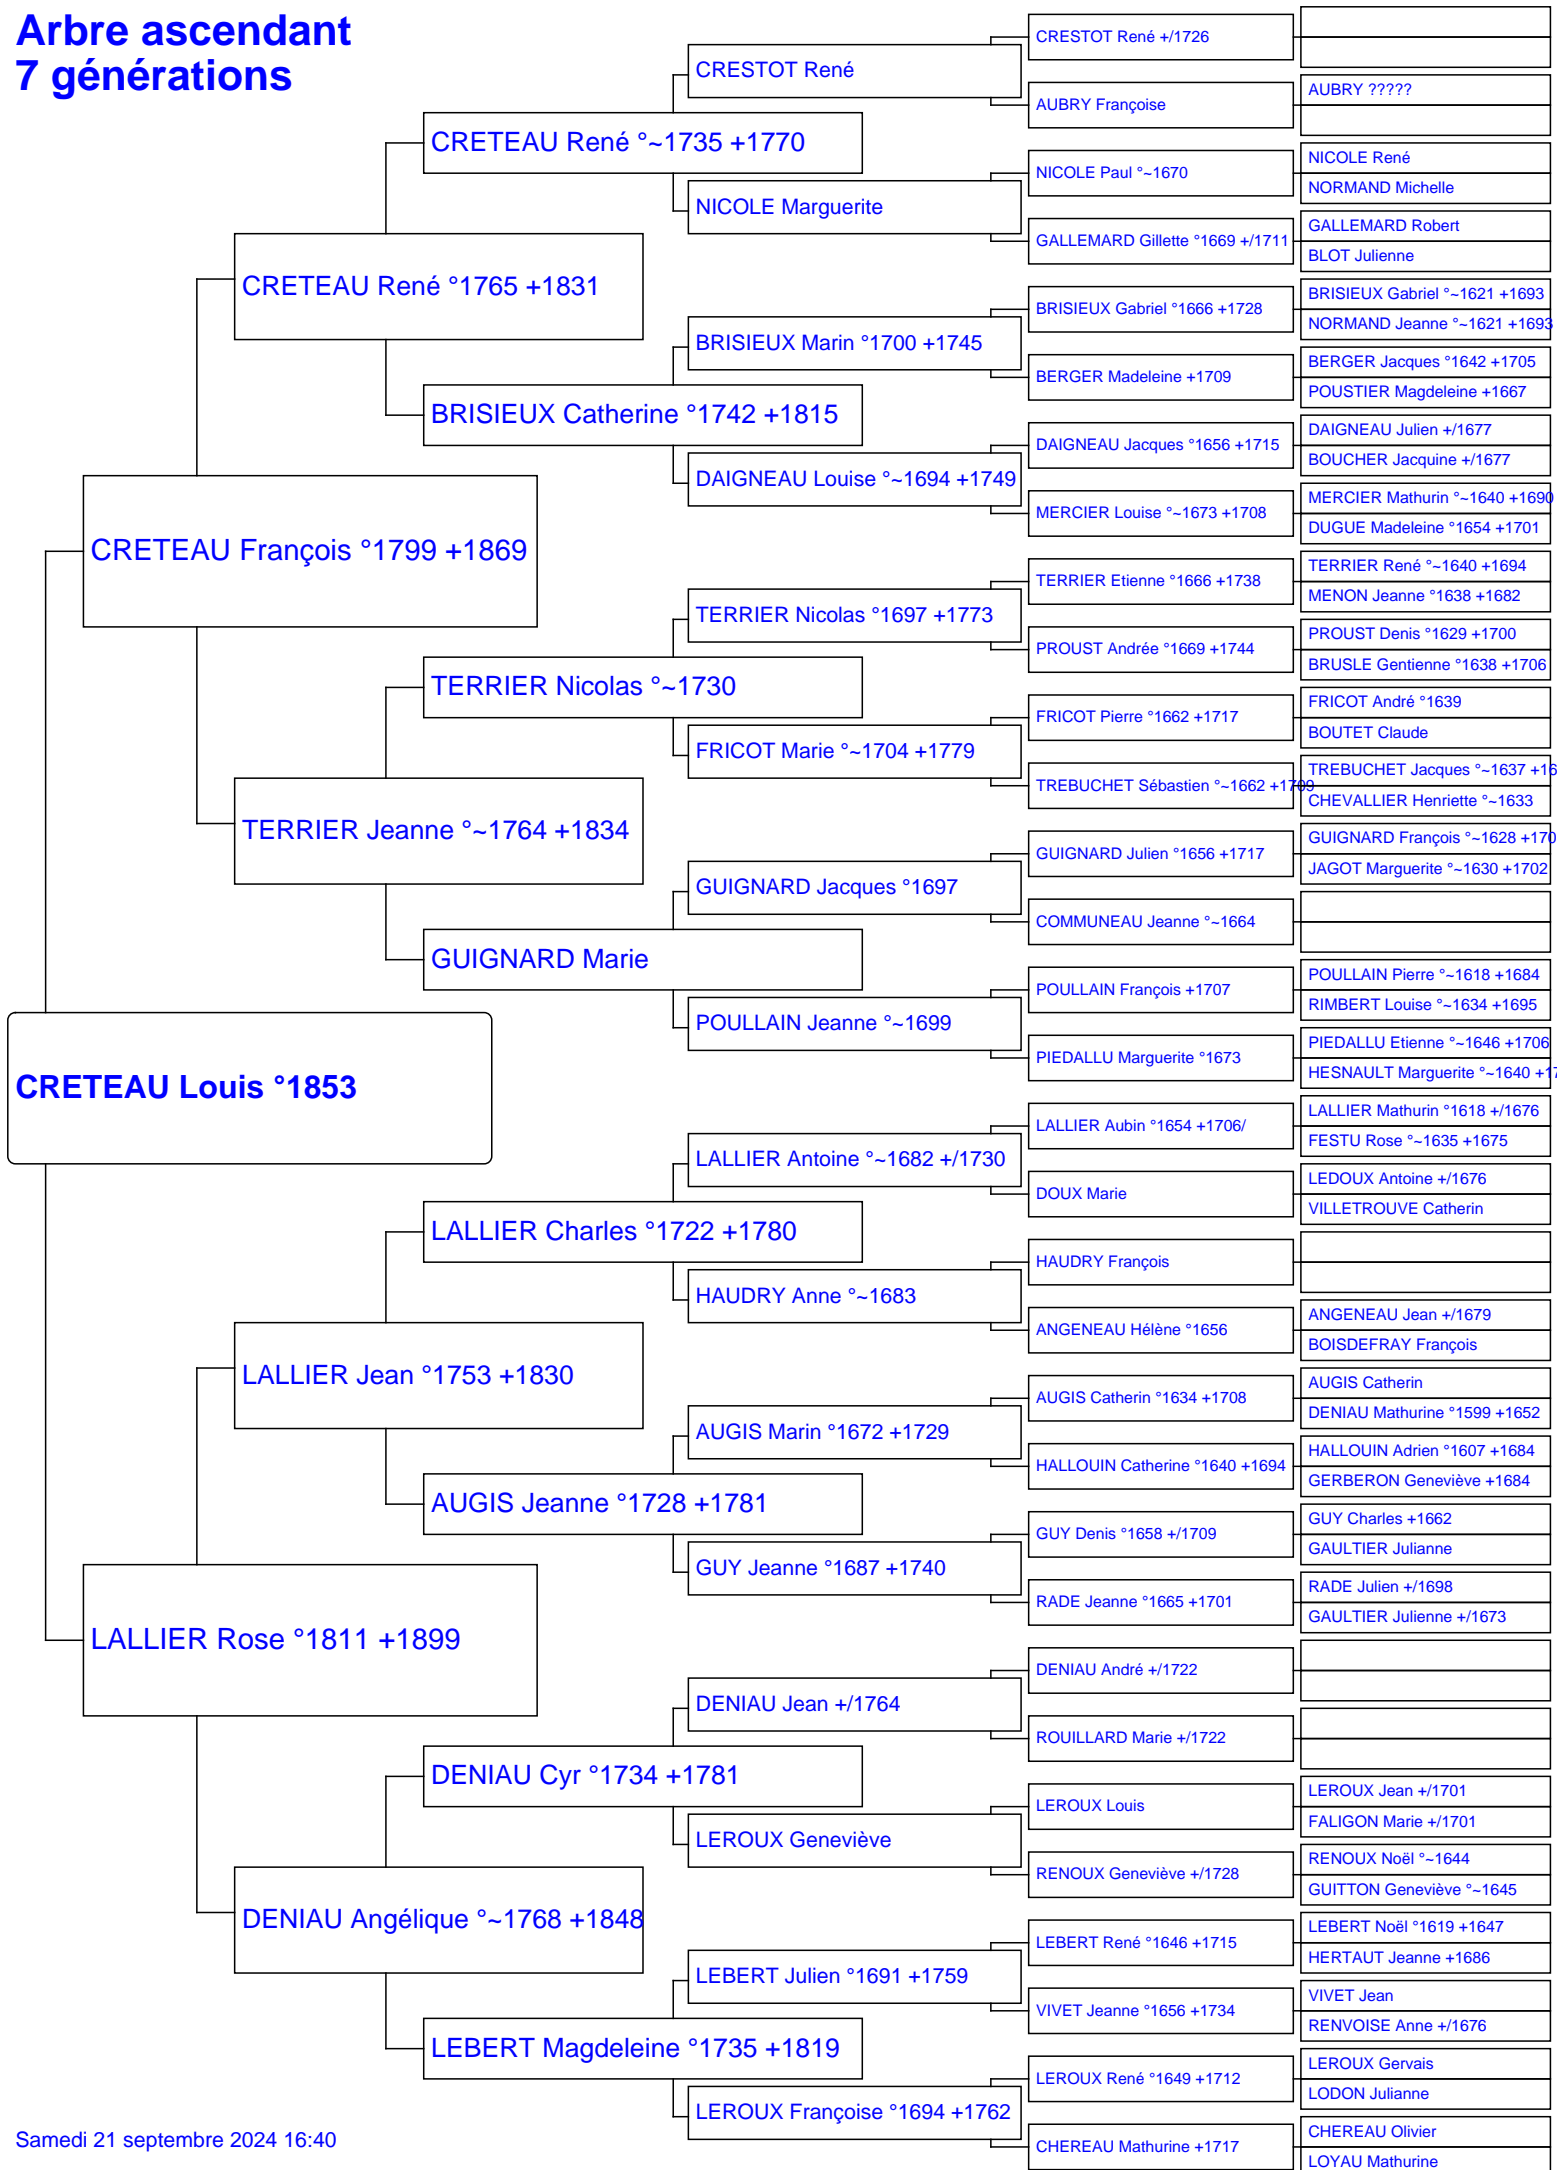 Arbre ascendant
7 générations
CRETEAU Louis °1853
CRETEAU François °1799 +1869
LALLIER Rose °1811 +1899
CRETEAU René °1765 +1831
TERRIER Jeanne °~1764 +1834
LALLIER Jean °1753 +1830
DENIAU Angélique °~1768 +1848
CRETEAU René °~1735 +1770
BRISIEUX Catherine °1742 +1815
TERRIER Nicolas °~1730
GUIGNARD Marie
LALLIER Charles °1722 +1780
AUGIS Jeanne °1728 +1781
DENIAU Cyr °1734 +1781
LEBERT Magdeleine °1735 +1819
CRESTOT René
NICOLE Marguerite
BRISIEUX Marin °1700 +1745
DAIGNEAU Louise °~1694 +1749
TERRIER Nicolas °1697 +1773
FRICOT Marie °~1704 +1779
GUIGNARD Jacques °1697
POULLAIN Jeanne °~1699
LALLIER Antoine °~1682 +/1730
HAUDRY Anne °~1683
AUGIS Marin °1672 +1729
GUY Jeanne °1687 +1740
DENIAU Jean +/1764
LEROUX Geneviève
LEBERT Julien °1691 +1759
LEROUX Françoise °1694 +1762
CRESTOT René +/1726
AUBRY Françoise
NICOLE Paul °~1670
GALLEMARD Gillette °1669 +/1711
BRISIEUX Gabriel °1666 +1728
BERGER Madeleine +1709
DAIGNEAU Jacques °1656 +1715
MERCIER Louise °~1673 +1708
TERRIER Etienne °1666 +1738
PROUST Andrée °1669 +1744
FRICOT Pierre °1662 +1717
TREBUCHET Sébastien °~1662 +1709
GUIGNARD Julien °1656 +1717
COMMUNEAU Jeanne °~1664
POULLAIN François +1707
PIEDALLU Marguerite °1673
LALLIER Aubin °1654 +1706/
DOUX Marie
HAUDRY François
ANGENEAU Hélène °1656
AUGIS Catherin °1634 +1708
HALLOUIN Catherine °1640 +1694
GUY Denis °1658 +/1709
RADE Jeanne °1665 +1701
DENIAU André +/1722
ROUILLARD Marie +/1722
LEROUX Louis
RENOUX Geneviève +/1728
LEBERT René °1646 +1715
VIVET Jeanne °1656 +1734
LEROUX René °1649 +1712
CHEREAU Mathurine +1717
AUBRY ?????
NICOLE René
NORMAND Michelle
GALLEMARD Robert
BLOT Julienne
BRISIEUX Gabriel °~1621 +1693
NORMAND Jeanne °~1621 +1693
BERGER Jacques °1642 +1705
POUSTIER Magdeleine +1667
DAIGNEAU Julien +/1677
BOUCHER Jacquine +/1677
MERCIER Mathurin °~1640 +1690
DUGUE Madeleine °1654 +1701
TERRIER René °~1640 +1694
MENON Jeanne °1638 +1682
PROUST Denis °1629 +1700
BRUSLE Gentienne °1638 +1706
FRICOT André °1639
BOUTET Claude
TREBUCHET Jacques °~1637 +16
CHEVALLIER Henriette °~1633
GUIGNARD François °~1628 +170
JAGOT Marguerite °~1630 +1702
POULLAIN Pierre °~1618 +1684
RIMBERT Louise °~1634 +1695
PIEDALLU Etienne °~1646 +1706
HESNAULT Marguerite °~1640 +17
LALLIER Mathurin °1618 +/1676
FESTU Rose °~1635 +1675
LEDOUX Antoine +/1676
VILLETROUVE Catherin
ANGENEAU Jean +/1679
BOISDEFRAY François
AUGIS Catherin
DENIAU Mathurine °1599 +1652
HALLOUIN Adrien °1607 +1684
GERBERON Geneviève +1684
GUY Charles +1662
GAULTIER Julianne
RADE Julien +/1698
GAULTIER Julienne +/1673
LEROUX Jean +/1701
FALIGON Marie +/1701
RENOUX Noël °~1644
GUITTON Geneviève °~1645
LEBERT Noël °1619 +1647
HERTAUT Jeanne +1686
VIVET Jean
RENVOISE Anne +/1676
LEROUX Gervais
LODON Julianne
CHEREAU Olivier
LOYAU Mathurine
Samedi 21 septembre 2024 16:40